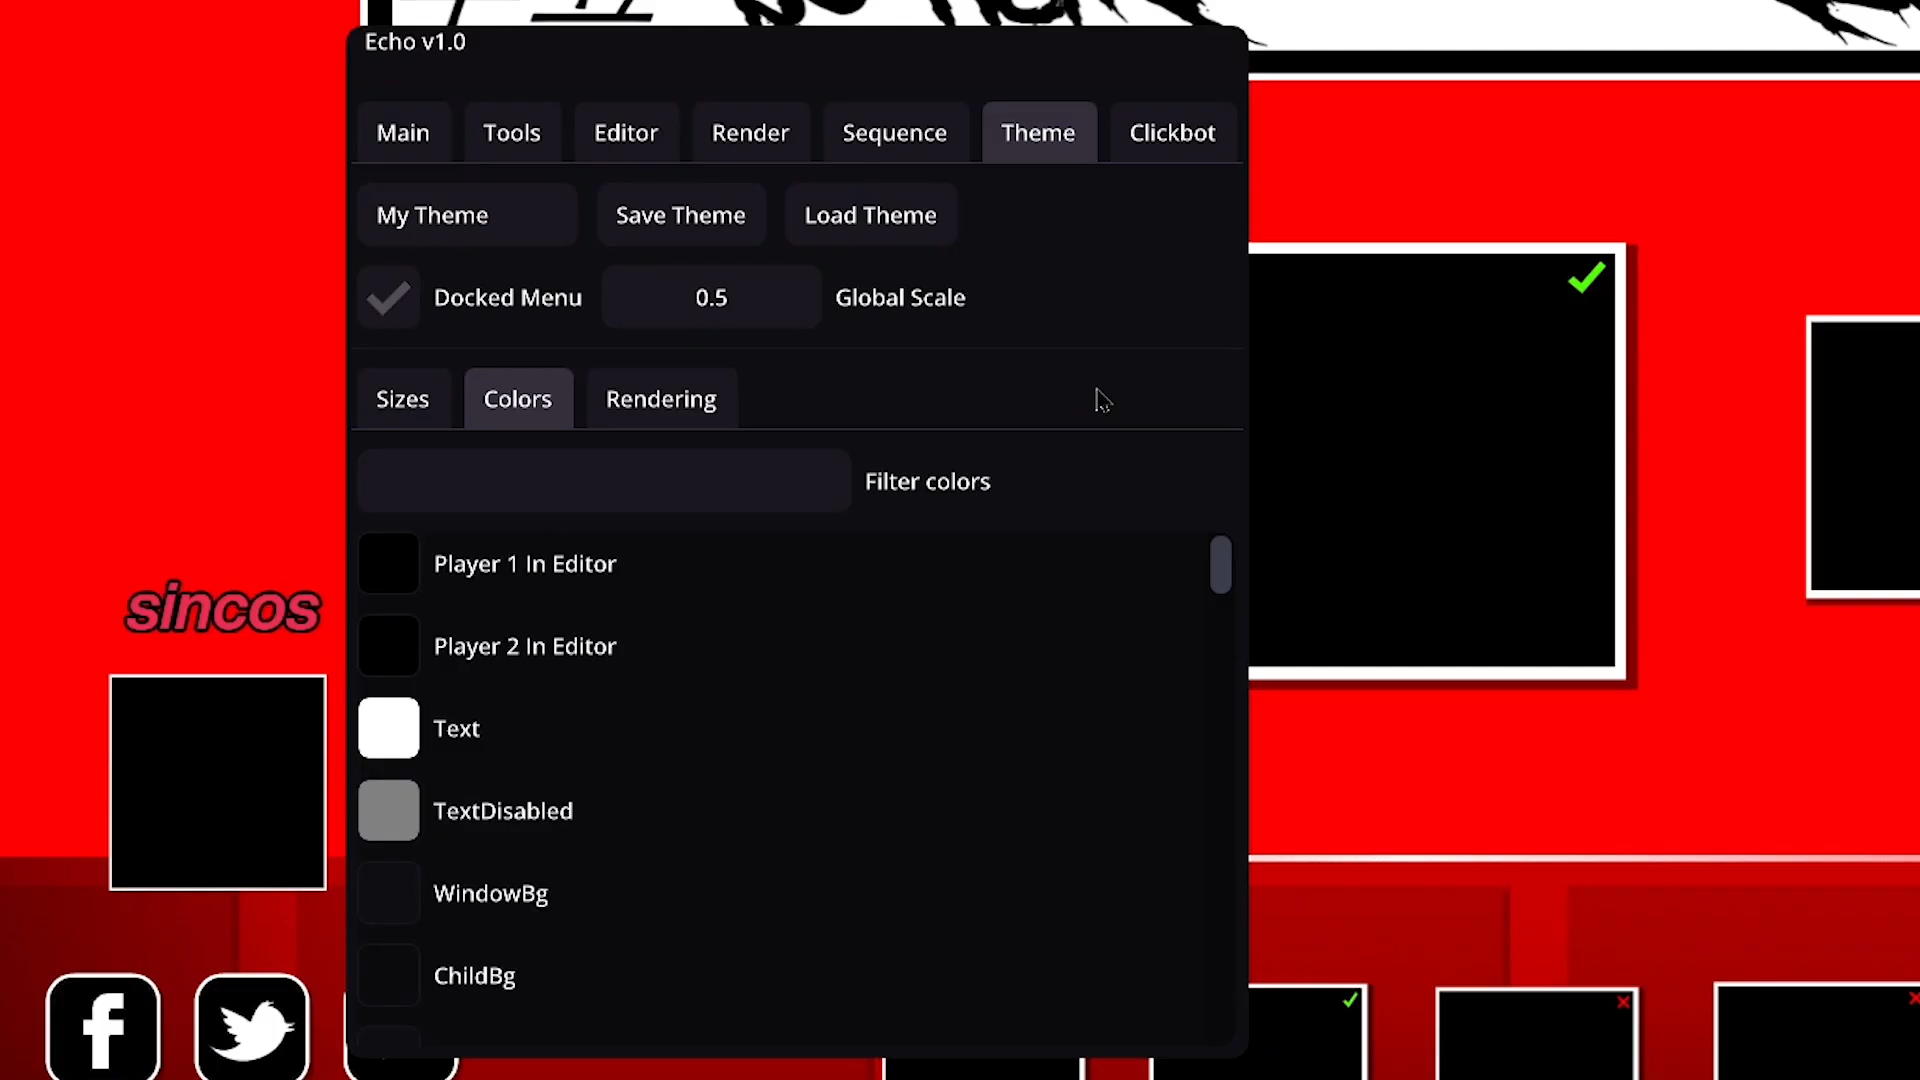 Echo v1.0
Main Tools Editor Render Sequence Theme Clickbot
My Theme Save Theme Load Theme
Docked Menu 0.5 Global Scale
Sizes Colors Rendering
Filter colors
Player 1 In Editor
Player 2 In Editor
sincos
Text
TextDisabled
WindowBg
ChildBg